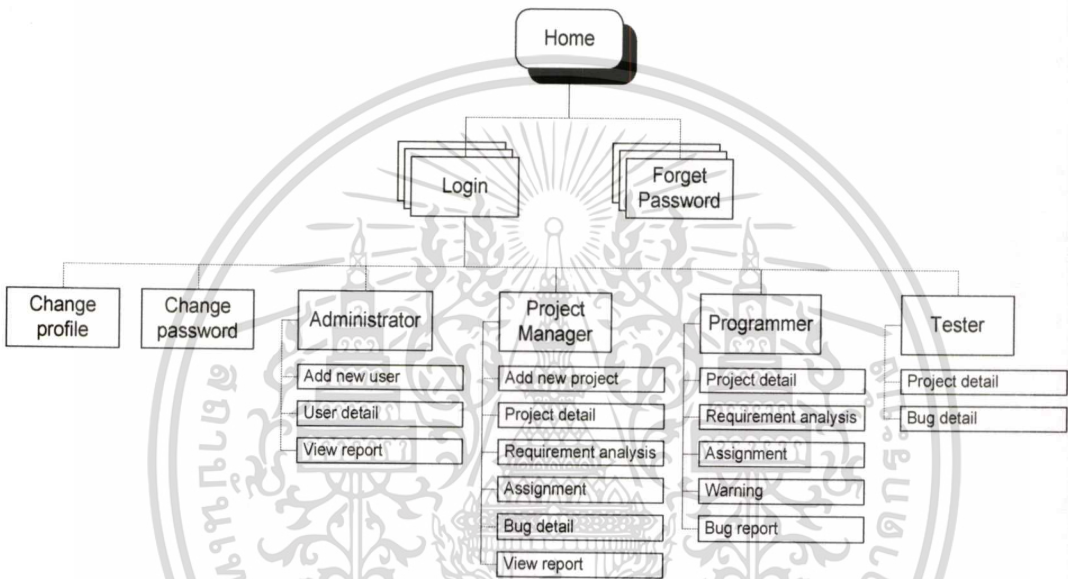 Home
Login
Forget
Password
Change
profile
Change
password
Administrator
Add new user
User detail
View report
Project
Manager
Add new project
Project detail
Requirement analysis
Assignment
Bug detail
View report
Programmer
Project detail
Requirement analysis
Assignment
Warning
Bug report
Tester
Project detail
Bug detail